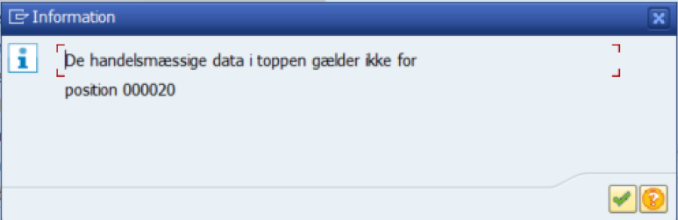 Information
De handelsmæssige data i toppen gælder ikke for
position 000020